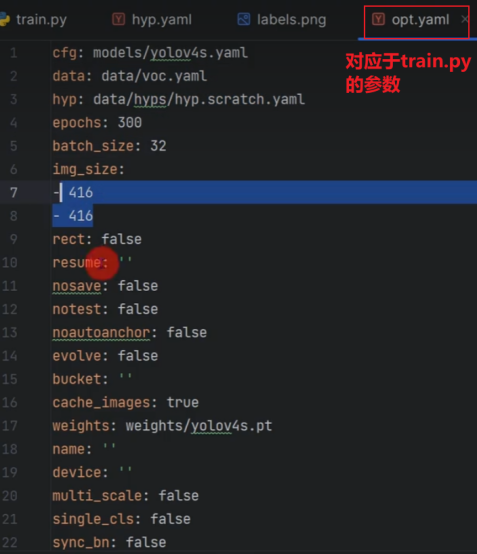 train.py hyp.yaml labels.png opt.yaml
对应于train.py
的参数
1 cfg: models/yolov4s.yaml
2 data: data/voc.yaml
3 hyp: data/hyps/hyp.scratch.yaml
4 epochs: 300
5 batch_size: 32
6 img_size:
7 - 416
8 - 416
9 rect: false
10 resume: ''
11 nosave: false
12 notest: false
13 noautoanchor: false
14 evolve: false
15 bucket: ''
16 cache_images: true
17 weights: weights/yolov4s.pt
18 name: ''
19 device: ''
20 multi_scale: false
21 single_cls: false
22 sync_bn: false